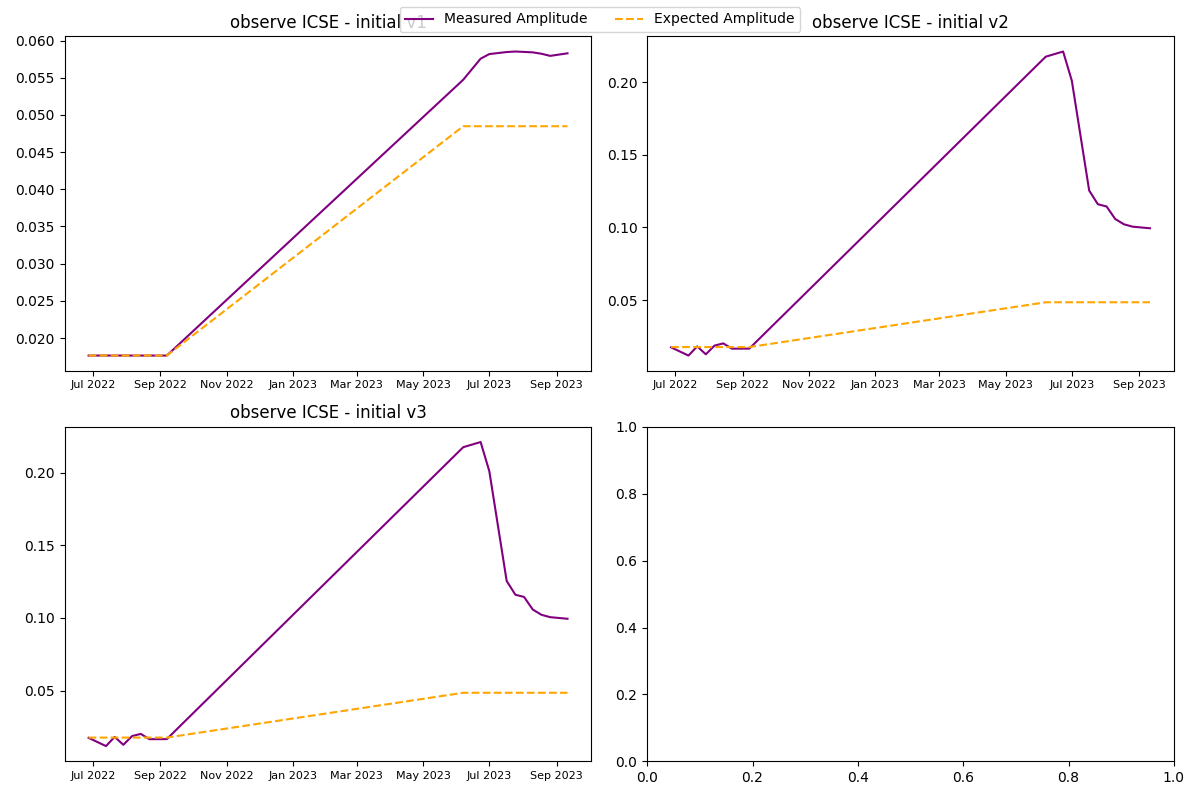 observe ICSE - initial v1
Measured Amplitude
Expected Amplitude
observe ICSE - initial v2
0.060
0.055
0.050
0.045
0.040
0.035
0.030
0.025
0.020
Jul 2022 Sep 2022 Nov 2022 Jan 2023 Mar 2023 May 2023 Jul 2023 Sep 2023
0.20
0.15
0.10
0.05
Jul 2022 Sep 2022 Nov 2022 Jan 2023 Mar 2023 May 2023 Jul 2023 Sep 2023
observe ICSE - initial v3
0.20
0.15
0.10
0.05
Jul 2022 Sep 2022 Nov 2022 Jan 2023 Mar 2023 May 2023 Jul 2023 Sep 2023
1.0
0.8
0.6
0.4
0.2
0.0
0.0 0.2 0.4 0.6 0.8 1.0